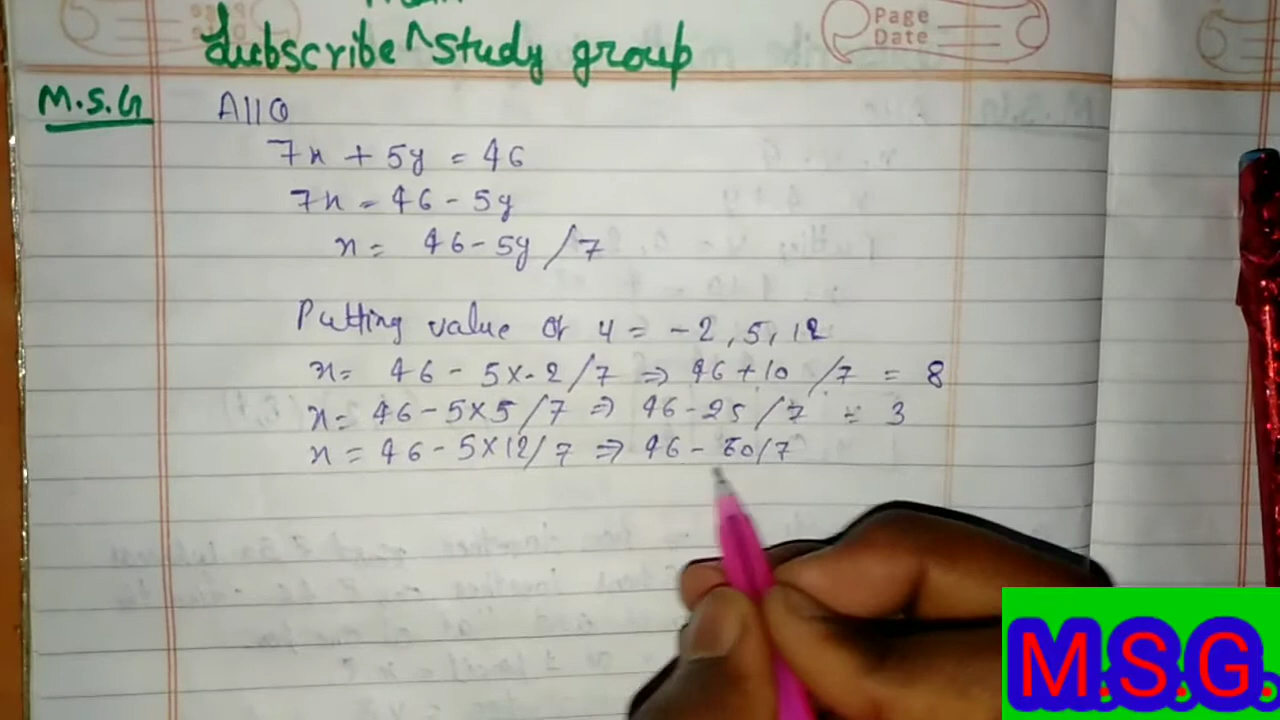 Page
Date
Subscribe ^ study group
M.S.G
A110
7x + 5y = 46
7x = 46 - 5y
x = 46 - 5y / 7
Putting value of y = -2, 5, 12
x = 46 - 5x-2/7 ⇒ 46 + 10 /7 = 8
x = 46 - 5x5/7 ⇒ 46 - 25/7 = 3
x = 46 - 5x12/7 ⇒ 46 - 60/7
M.S.G.